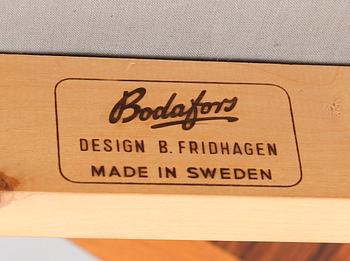 Bodafors
DESIGN B. FRIDHAGEN
MADE IN SWEDEN